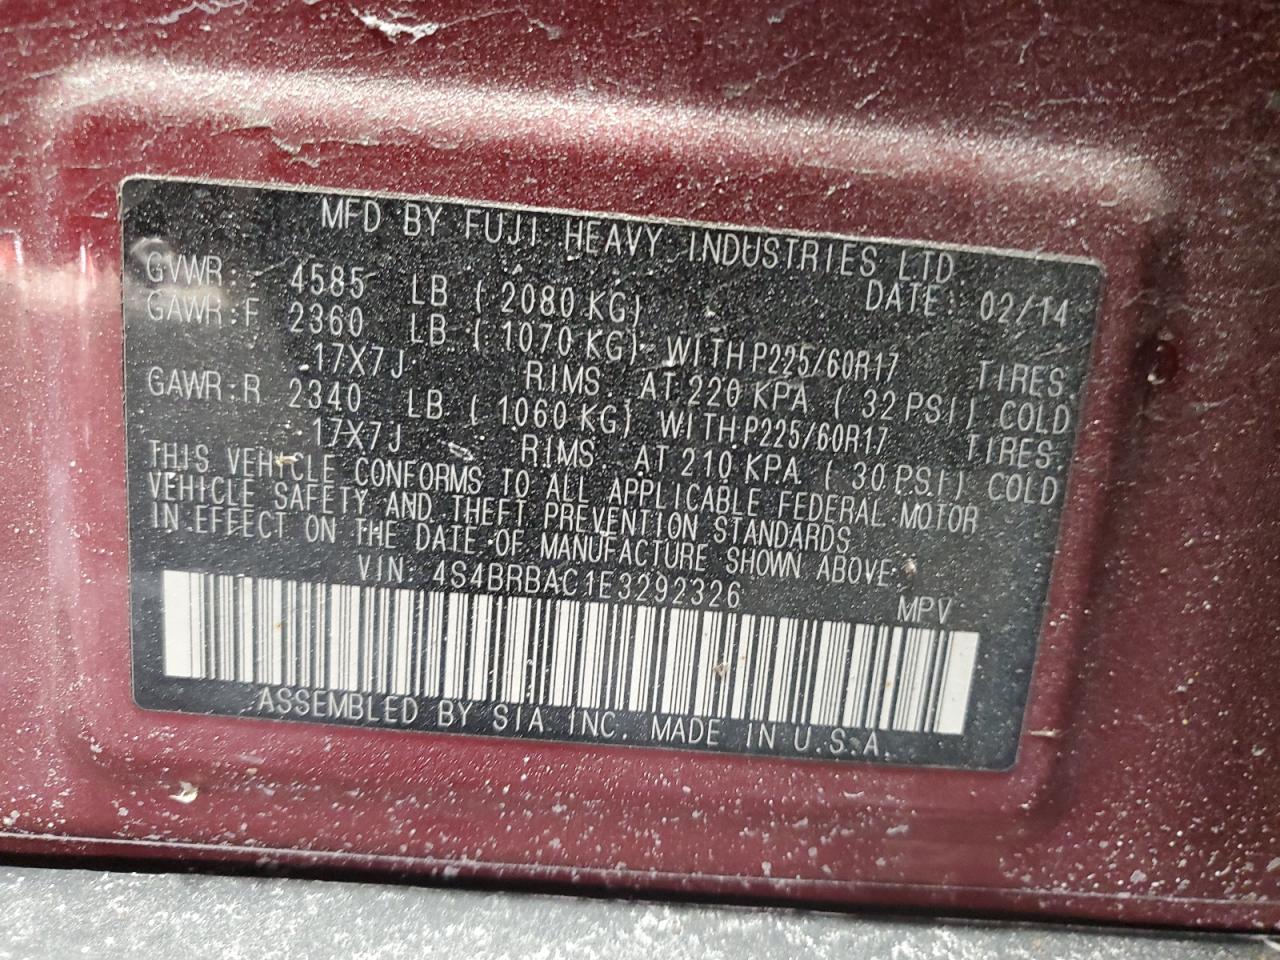 MFD BY FUJI HEAVY INDUSTRIES LTD.
GVWR: 4585 LB ( 2080 KG) DATE: 02/14
GAWR:F 2360 LB ( 1070 KG) WITH P225/60R17 TIRES,
17X7J RIMS. AT 220 KPA ( 32 PSI) COLD
GAWR:R 2340 LB ( 1060 KG) WITH P225/60R17 TIRES.
17X7J RIMS. AT 210 KPA ( 30 PSI) COLD
THIS VEHICLE CONFORMS TO ALL APPLICABLE FEDERAL MOTOR
VEHICLE SAFETY AND THEFT PREVENTION STANDARDS
IN EFFECT ON THE DATE OF MANUFACTURE SHOWN ABOVE.
VIN: 4S4BRBAC1E3292326 MPV
ASSEMBLED BY SIA INC. MADE IN U.S.A.